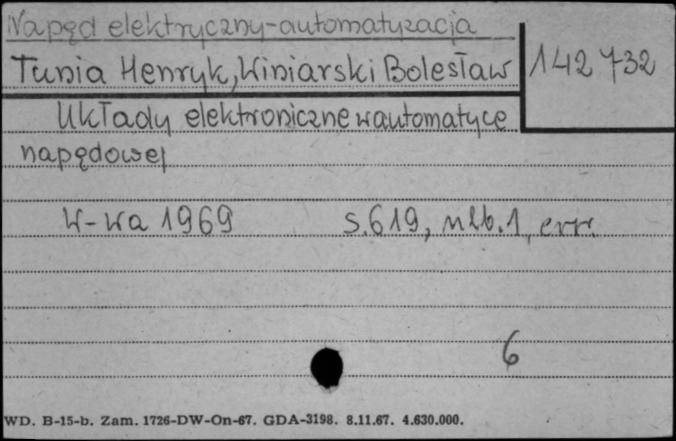 Napęd elektryczny-automatyzacja
Tunia Henryk, Winiarski Bolesław
142 732
Układy elektroniczne w automatyce
napędowej
W-wa 1969 s. 619, nlb. 1, err.
6
WD. B-15-b. Zam. 1726-DW-On-67. GDA-3198. 8.11.67. 4.630.000.